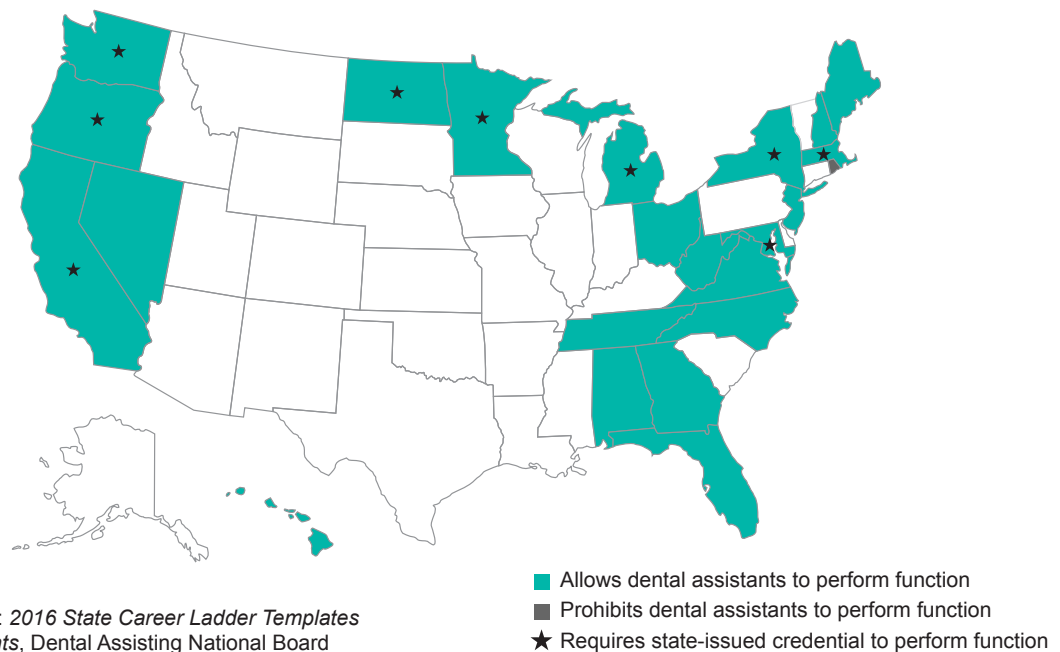 : 2016 State Career Ladder Templates
nts, Dental Assisting National Board
Allows dental assistants to perform function
Prohibits dental assistants to perform function
Requires state-issued credential to perform function